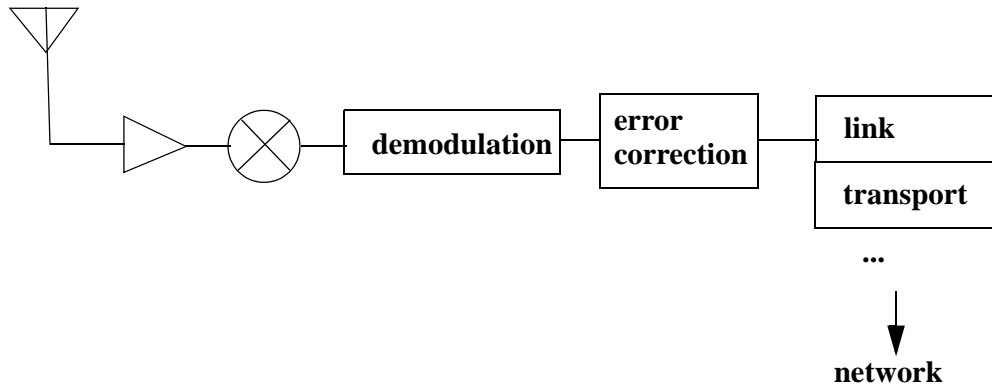 demodulation
error
correction
link
transport
...
network